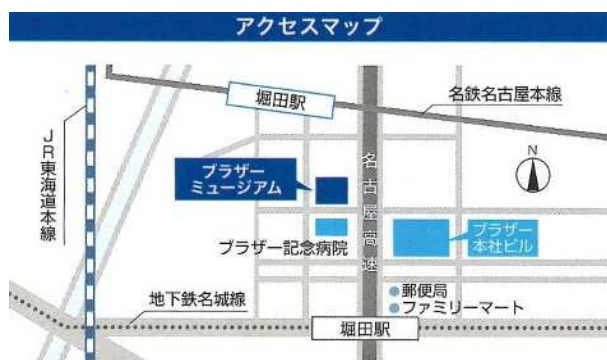 アクセスマップ
堀田駅
名鉄名古屋本線
JR東海道本線
ブラザー
ミュージアム
名古屋高速
N
ブラザー記念病院
ブラザー
本社ビル
郵便局
ファミリーマート
地下鉄名城線
堀田駅